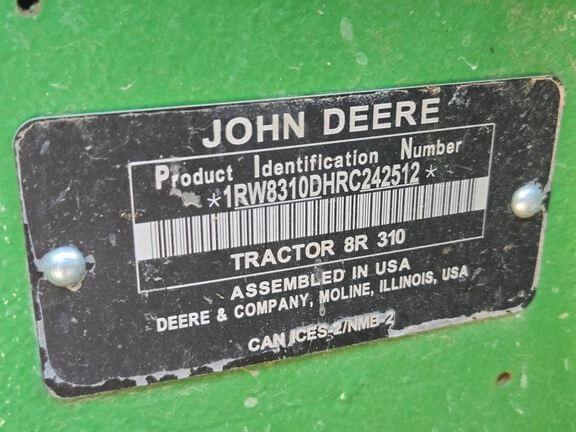 JOHN DEERE
Product Identification Number
*1RW8310DHRC242512*
TRACTOR 8R 310
ASSEMBLED IN USA
DEERE & COMPANY, MOLINE, ILLINOIS, USA
CAN ICES-2/NMB-2